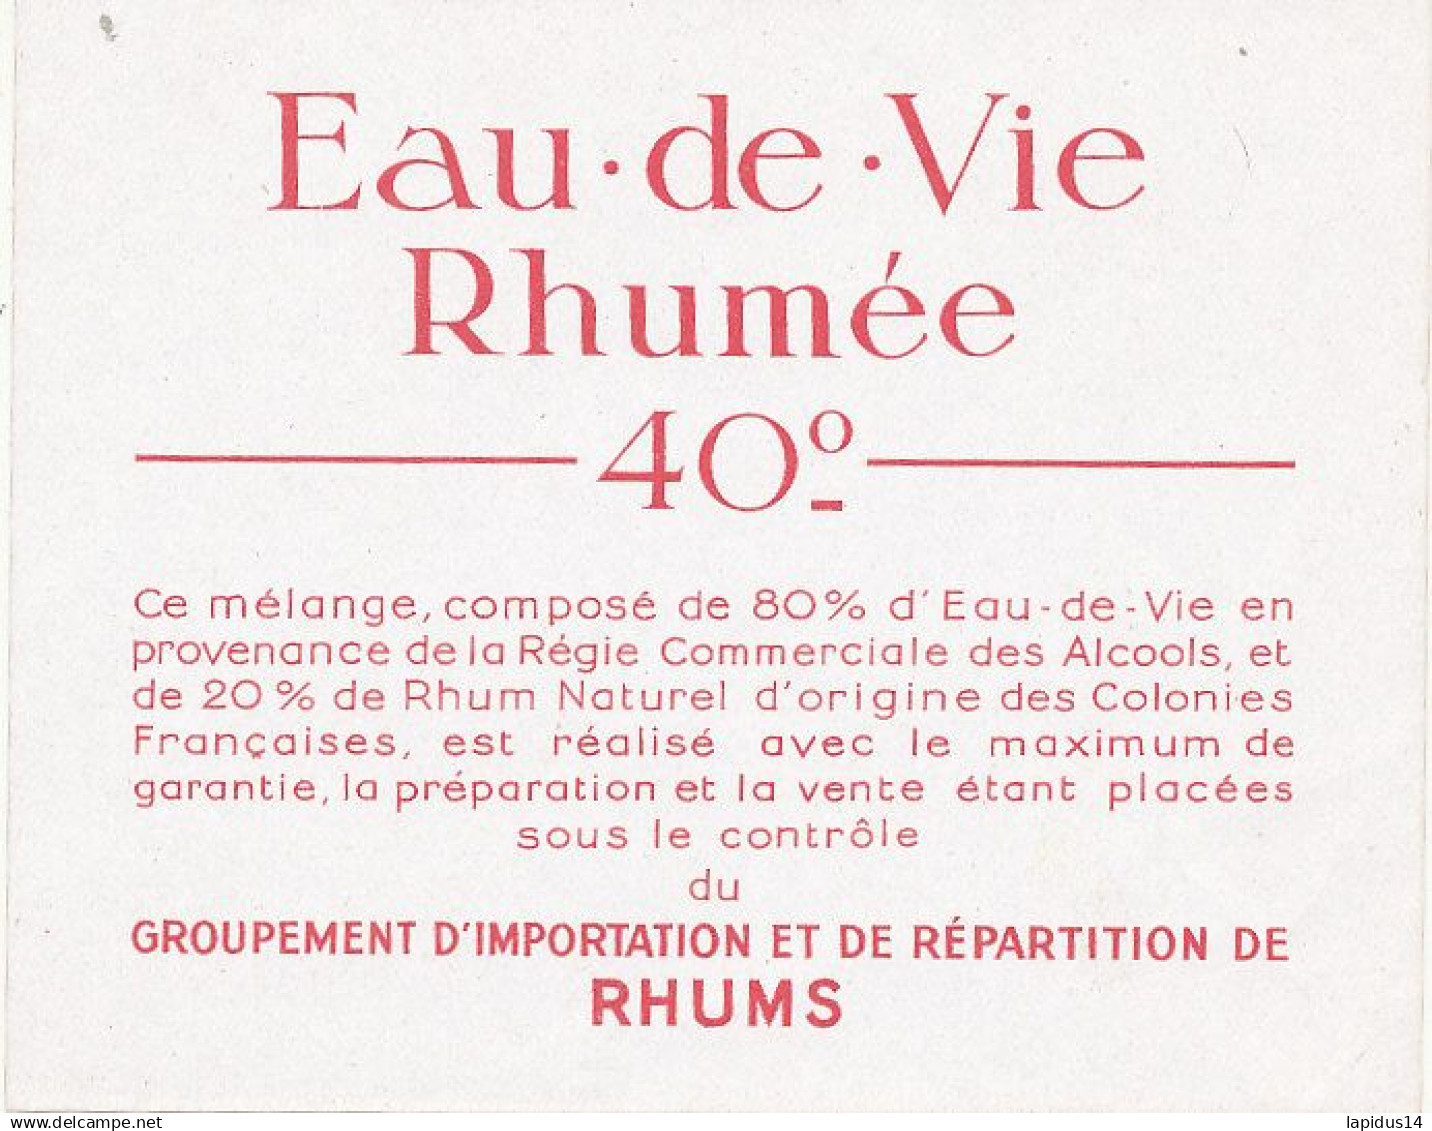 Eau·de·Vie
Rhumée
40º
Ce mélange, composé de 80% d'Eau-de-Vie en
provenance de la Régie Commerciale des Alcools, et
de 20% de Rhum Naturel d'origine des Colonies
Françaises, est réalisé avec le maximum de
garantie, la préparation et la vente étant placées
sous le contrôle
du
GROUPEMENT D'IMPORTATION ET DE RÉPARTITION DE
RHUMS
delcampe.net
lapidus14